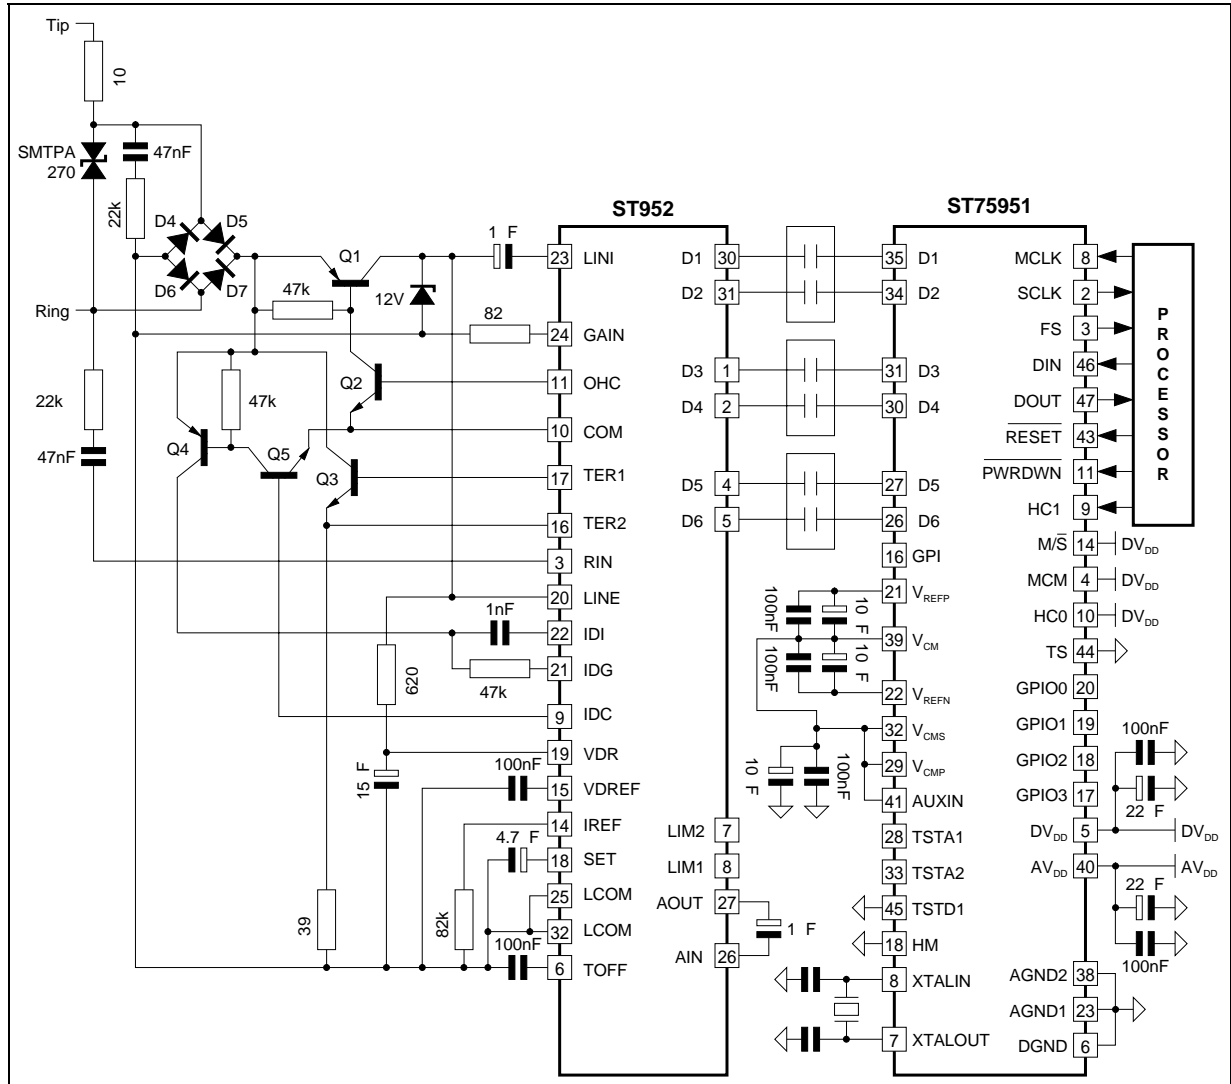 Tip
10
SMTPA
270
47nF
22k
D4
D5
D6
D7
Ring
22k
47nF
Q1
47k
12V
1 F
82
Q2
47k
Q4
Q5
Q3
1nF
47k
620
15 F
100nF
4.7 F
100nF
39
82k
ST952
23 LINI
24 GAIN
11 OHC
10 COM
17 TER1
16 TER2
3 RIN
20 LINE
22 IDI
21 IDG
9 IDC
19 VDR
15 VDREF
14 IREF
18 SET
25 LCOM
32 LCOM
6 TOFF
D1 30
D2 31
D3 1
D4 2
D5 4
D6 5
LIM2 7
LIM1 8
AOUT 27
AIN 26
1 F
ST75951
35 D1
34 D2
31 D3
30 D4
27 D5
26 D6
16 GPI
21 VREFP
39 VCM
22 VREFN
32 VCMS
29 VCMP
41 AUXIN
28 TSTA1
33 TSTA2
45 TSTD1
18 HM
8 XTALIN
7 XTALOUT
100nF
10 F
100nF
10 F
10 F
100nF
MCLK 8
SCLK 2
FS 3
DIN 46
DOUT 47
RESET 43
PWRDWN 11
HC1 9
M/S 14 DVDD
MCM 4 DVDD
HC0 10 DVDD
TS 44
GPIO0 20
GPIO1 19
GPIO2 18
GPIO3 17
DVDD 5 DVDD
AVDD 40 AVDD
AGND2 38
AGND1 23
DGND 6
100nF
22 F
22 F
100nF
PROCESSOR